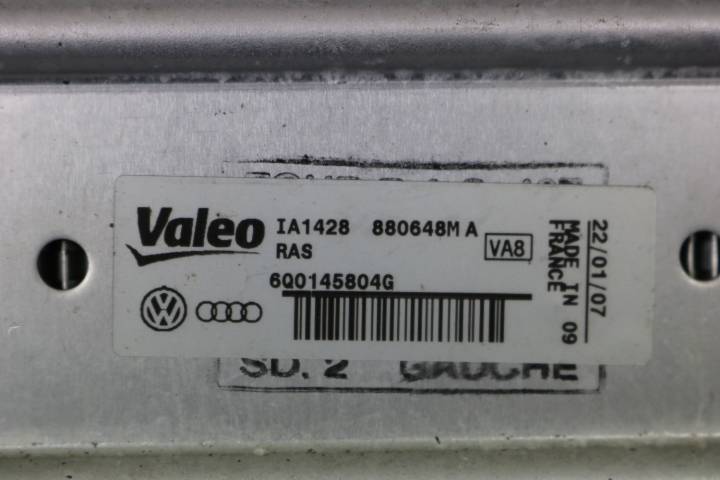 Valeo IA1428 880648M A
RAS VA8
6Q0145804G
22/01/07
MADE IN 09
FRANCE
SD. 2 GAUCHE